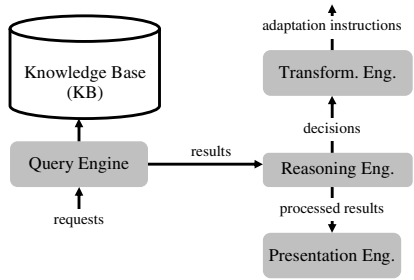 adaptation instructions
Knowledge Base
(KB)
Transform. Eng.
decisions
results
Query Engine
Reasoning Eng.
requests
processed results
Presentation Eng.